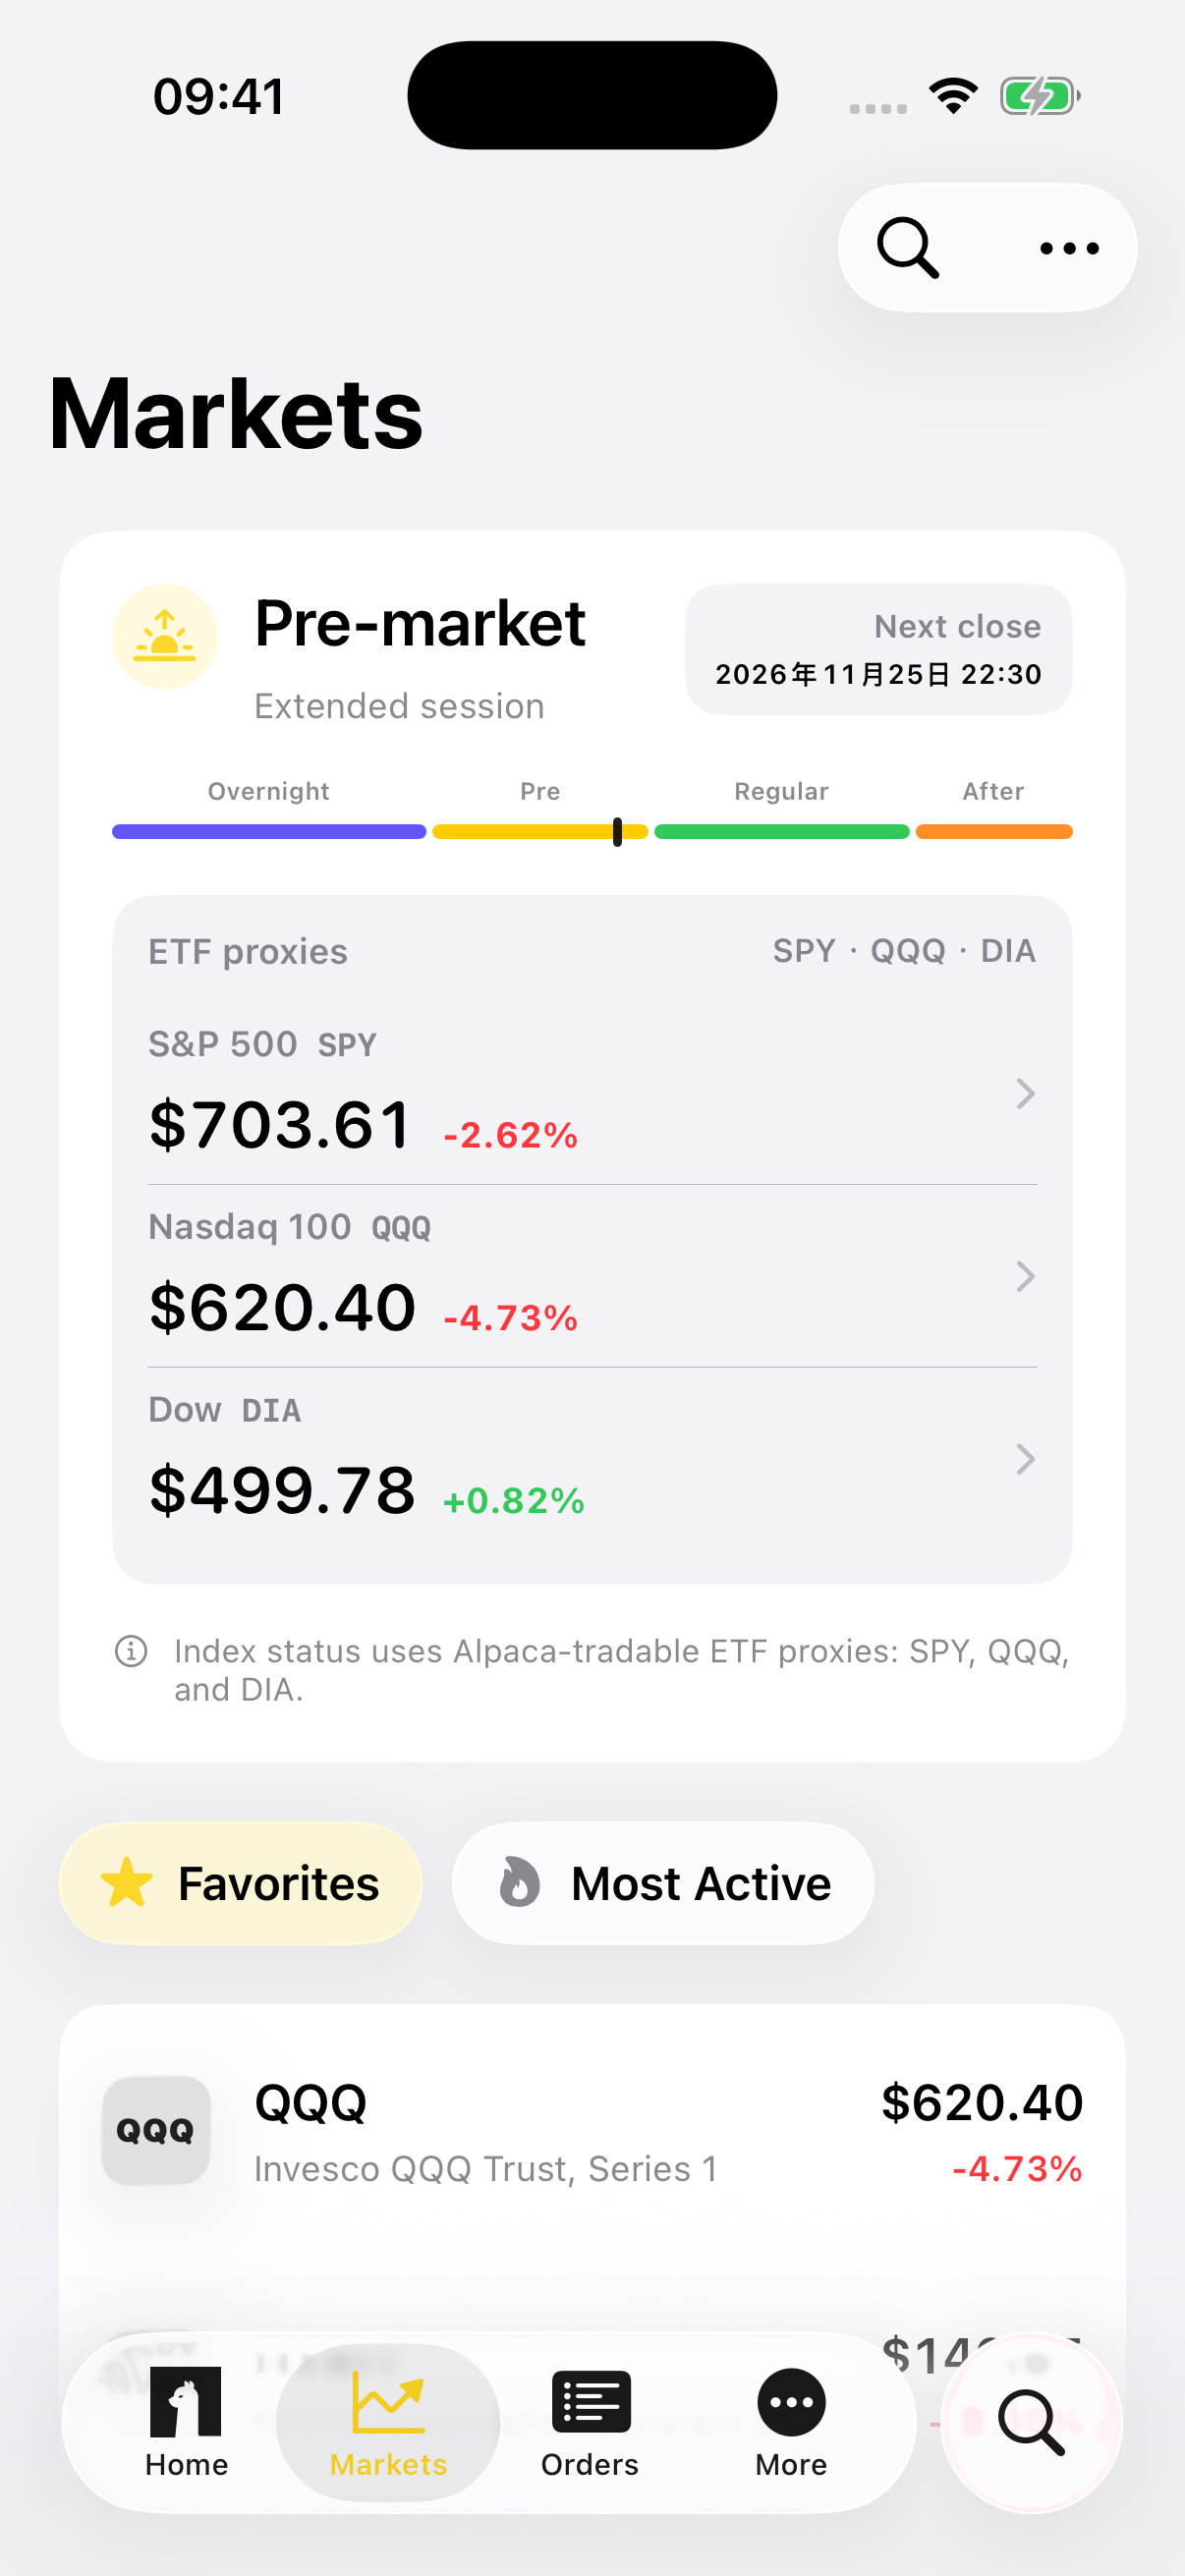 09:41
Markets
Pre-market
Extended session
Next close
2026年11月25日 22:30
Overnight Pre Regular After
ETF proxies
SPY · QQQ · DIA
S&P 500 SPY
$703.61 -2.62%
Nasdaq 100 QQQ
$620.40 -4.73%
Dow DIA
$499.78 +0.82%
Index status uses Alpaca-tradable ETF proxies: SPY, QQQ,
and DIA.
Favorites
Most Active
QQQ
QQQ
Invesco QQQ Trust, Series 1
$620.40
-4.73%
Home
Markets
Orders
More